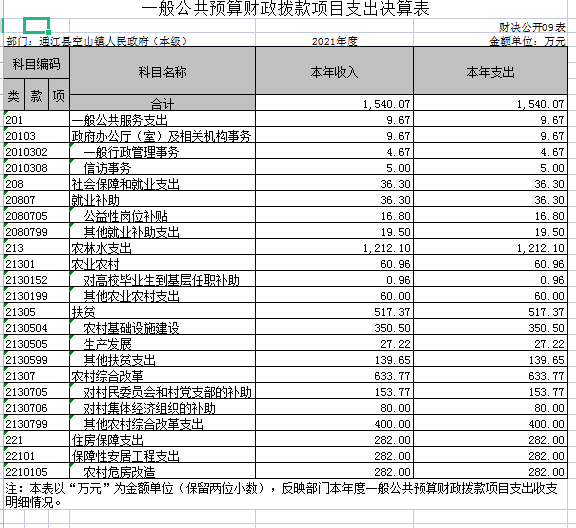 一般公共预算财政拨款项目支出决算表
财决公开09表
部门：通江县空山镇人民政府（本级） 2021年度 金额单位：万元
科目编码 科目名称 本年收入 本年支出
类 款 项
合计 1,540.07 1,540.07
201 一般公共服务支出 9.67 9.67
20103 政府办公厅（室）及相关机构事务 9.67 9.67
2010302 一般行政管理事务 4.67 4.67
2010308 信访事务 5.00 5.00
208 社会保障和就业支出 36.30 36.30
20807 就业补助 36.30 36.30
2080705 公益性岗位补贴 16.80 16.80
2080799 其他就业补助支出 19.50 19.50
213 农林水支出 1,212.10 1,212.10
21301 农业农村 60.96 60.96
2130152 对高校毕业生到基层任职补助 0.96 0.96
2130199 其他农业农村支出 60.00 60.00
21305 扶贫 517.37 517.37
2130504 农村基础设施建设 350.50 350.50
2130505 生产发展 27.22 27.22
2130599 其他扶贫支出 139.65 139.65
21307 农村综合改革 633.77 633.77
2130705 对村民委员会和村党支部的补助 153.77 153.77
2130706 对村集体经济组织的补助 80.00 80.00
2130799 其他农村综合改革支出 400.00 400.00
221 住房保障支出 282.00 282.00
22101 保障性安居工程支出 282.00 282.00
2210105 农村危房改造 282.00 282.00
注：本表以“万元”为金额单位（保留两位小数），反映部门本年度一般公共预算财政拨款项目支出收支
明细情况。